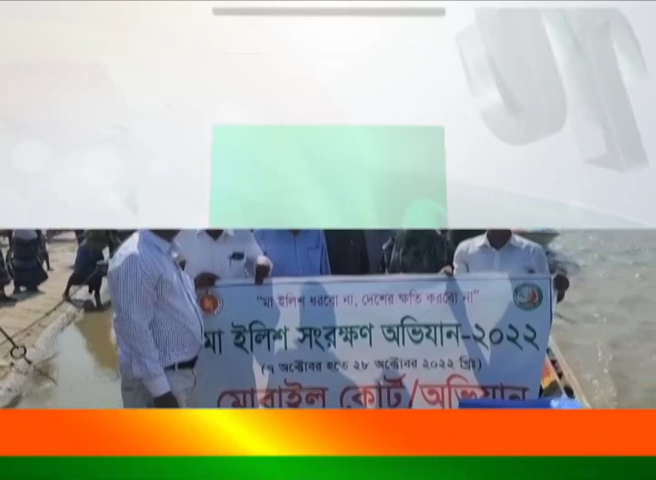 "মা ইলিশ ধরবো না, দেশের ক্ষতি করবো না"
মা ইলিশ সংরক্ষণ অভিযান-২০২২
(৭ অক্টোবর হতে ২৮ অক্টোবর ২০২২ খ্রিঃ)
মোবাইল কোর্ট/অভিযান